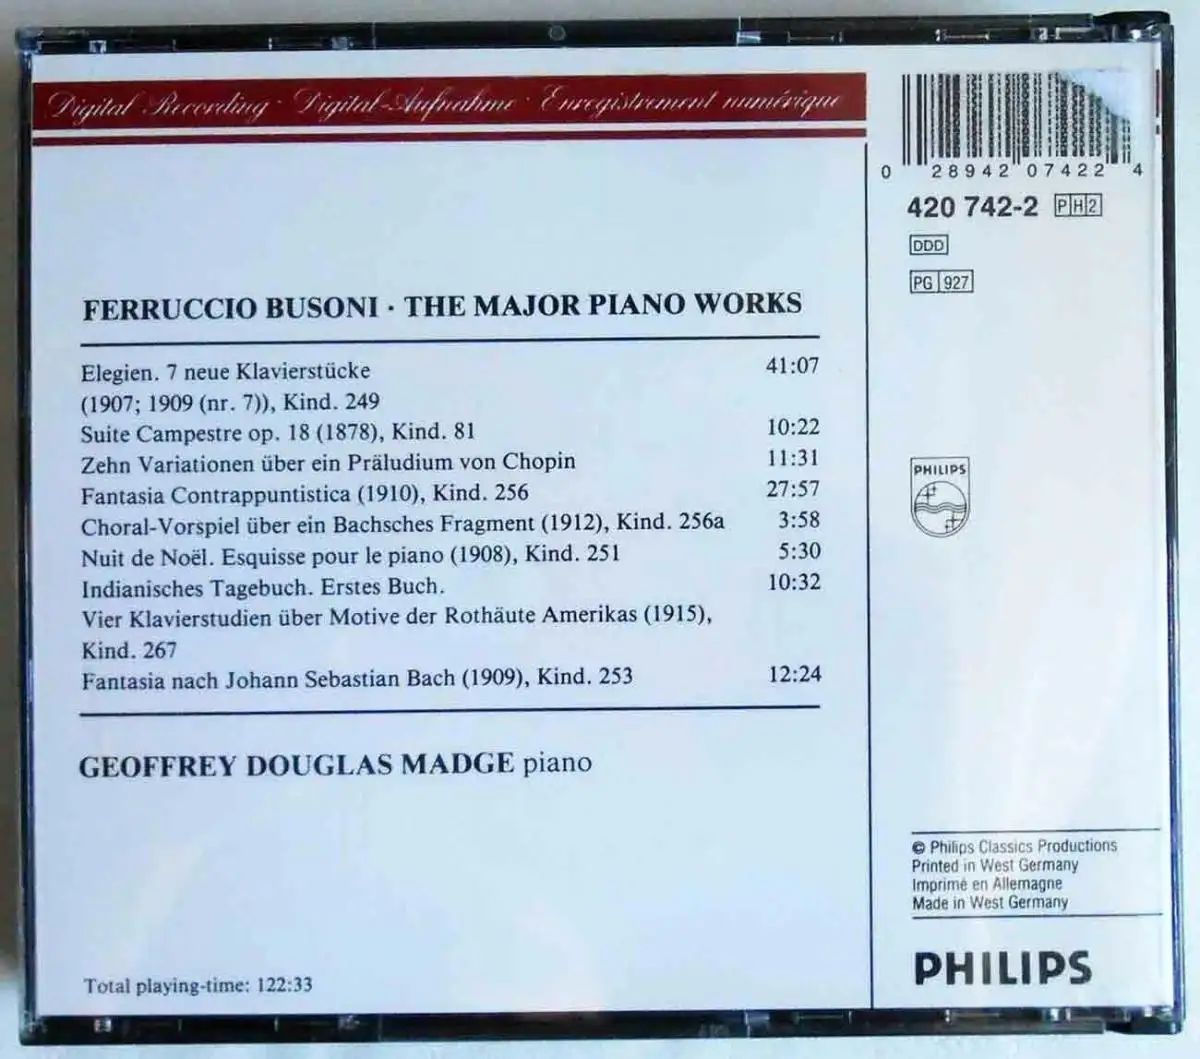 Digital Recording · Digital-Aufnahme · Enregistrement numérique
0 28942 07422 4
420 742-2 PH2
DDD
PG 927
FERRUCCIO BUSONI · THE MAJOR PIANO WORKS
Elegien. 7 neue Klavierstücke 41:07
(1907; 1909 (nr. 7)), Kind. 249
Suite Campestre op. 18 (1878), Kind. 81 10:22
Zehn Variationen über ein Präludium von Chopin 11:31
Fantasia Contrappuntistica (1910), Kind. 256 27:57
Choral-Vorspiel über ein Bachsches Fragment (1912), Kind. 256a 3:58
Nuit de Noël. Esquisse pour le piano (1908), Kind. 251 5:30
Indianisches Tagebuch. Erstes Buch. 10:32
Vier Klavierstudien über Motive der Rothäute Amerikas (1915),
Kind. 267
Fantasia nach Johann Sebastian Bach (1909), Kind. 253 12:24
GEOFFREY DOUGLAS MADGE piano
Total playing-time: 122:33
PHILIPS
© Philips Classics Productions
Printed in West Germany
Imprimé en Allemagne
Made in West Germany
PHILIPS